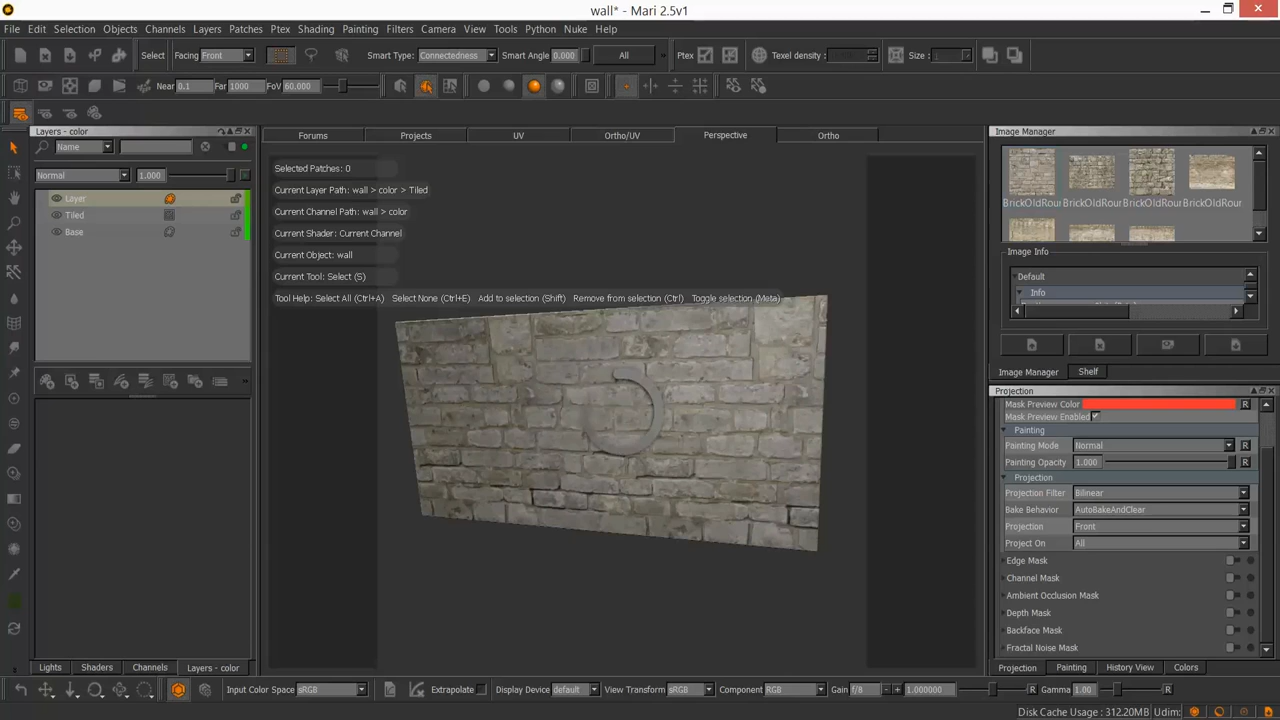 wall* - Mari 2.5v1
File Edit Selection Objects Channels Layers Patches Ptex Shading Painting Filters Camera View Tools Python Nuke Help
Select Facing Front Smart Type: Connectedness Smart Angle 0.000 All Ptex Texel density: Size:
Near 0.1 Far 1000 FoV 60.000
Layers - color
Name
Normal 1.000
Layer
Tiled
Base
Lights Shaders Channels Layers - color
Forums Projects UV Ortho/UV Perspective Ortho
Selected Patches: 0
Current Layer Path: wall > color > Tiled
Current Channel Path: wall > color
Current Shader: Current Channel
Current Object: wall
Current Tool: Select (S)
Tool Help: Select All (Ctrl+A) Select None (Ctrl+E) Add to selection (Shift) Remove from selection (Ctrl) Toggle selection (Meta)
Image Manager
BrickOldRour BrickOldRour BrickOldRour BrickOldRour
Image Info
Default
Info
Image Manager Shelf
Projection
Mask Preview Color R
Mask Preview Enabled
Painting
Painting Mode Normal R
Painting Opacity 1.000 R
Projection
Projection Filter Bilinear
Bake Behavior AutoBakeAndClear
Projection Front
Project On All
Edge Mask
Channel Mask
Ambient Occlusion Mask
Depth Mask
Backface Mask
Fractal Noise Mask
Projection Painting History View Colors
Input Color Space sRGB Extrapolate Display Device default View Transform sRGB Component RGB Gain f/8 - + 1.000000 R Gamma 1.00 R
Disk Cache Usage : 312.20MB Udim: